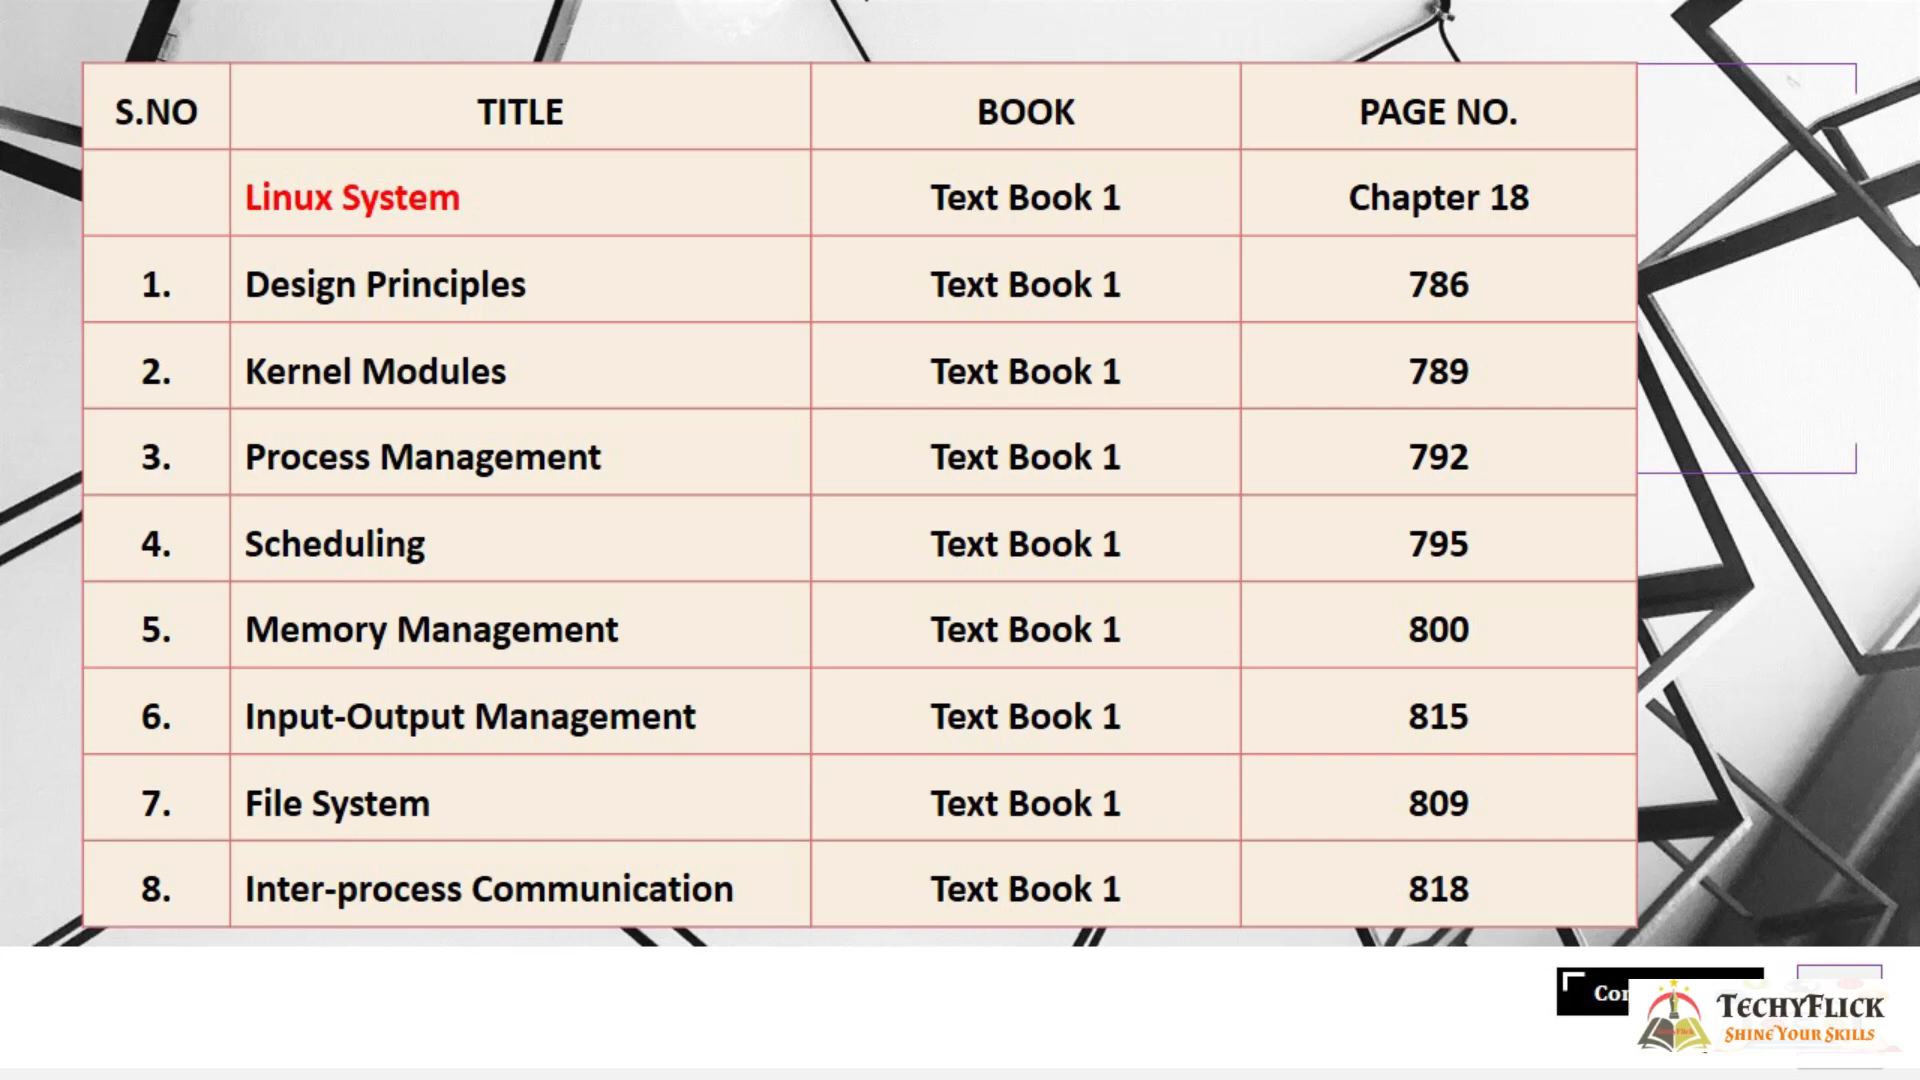 S.NO TITLE BOOK PAGE NO.
Linux System Text Book 1 Chapter 18
1. Design Principles Text Book 1 786
2. Kernel Modules Text Book 1 789
3. Process Management Text Book 1 792
4. Scheduling Text Book 1 795
5. Memory Management Text Book 1 800
6. Input-Output Management Text Book 1 815
7. File System Text Book 1 809
8. Inter-process Communication Text Book 1 818
TECHYFLICK
SHINE YOUR SKILLS